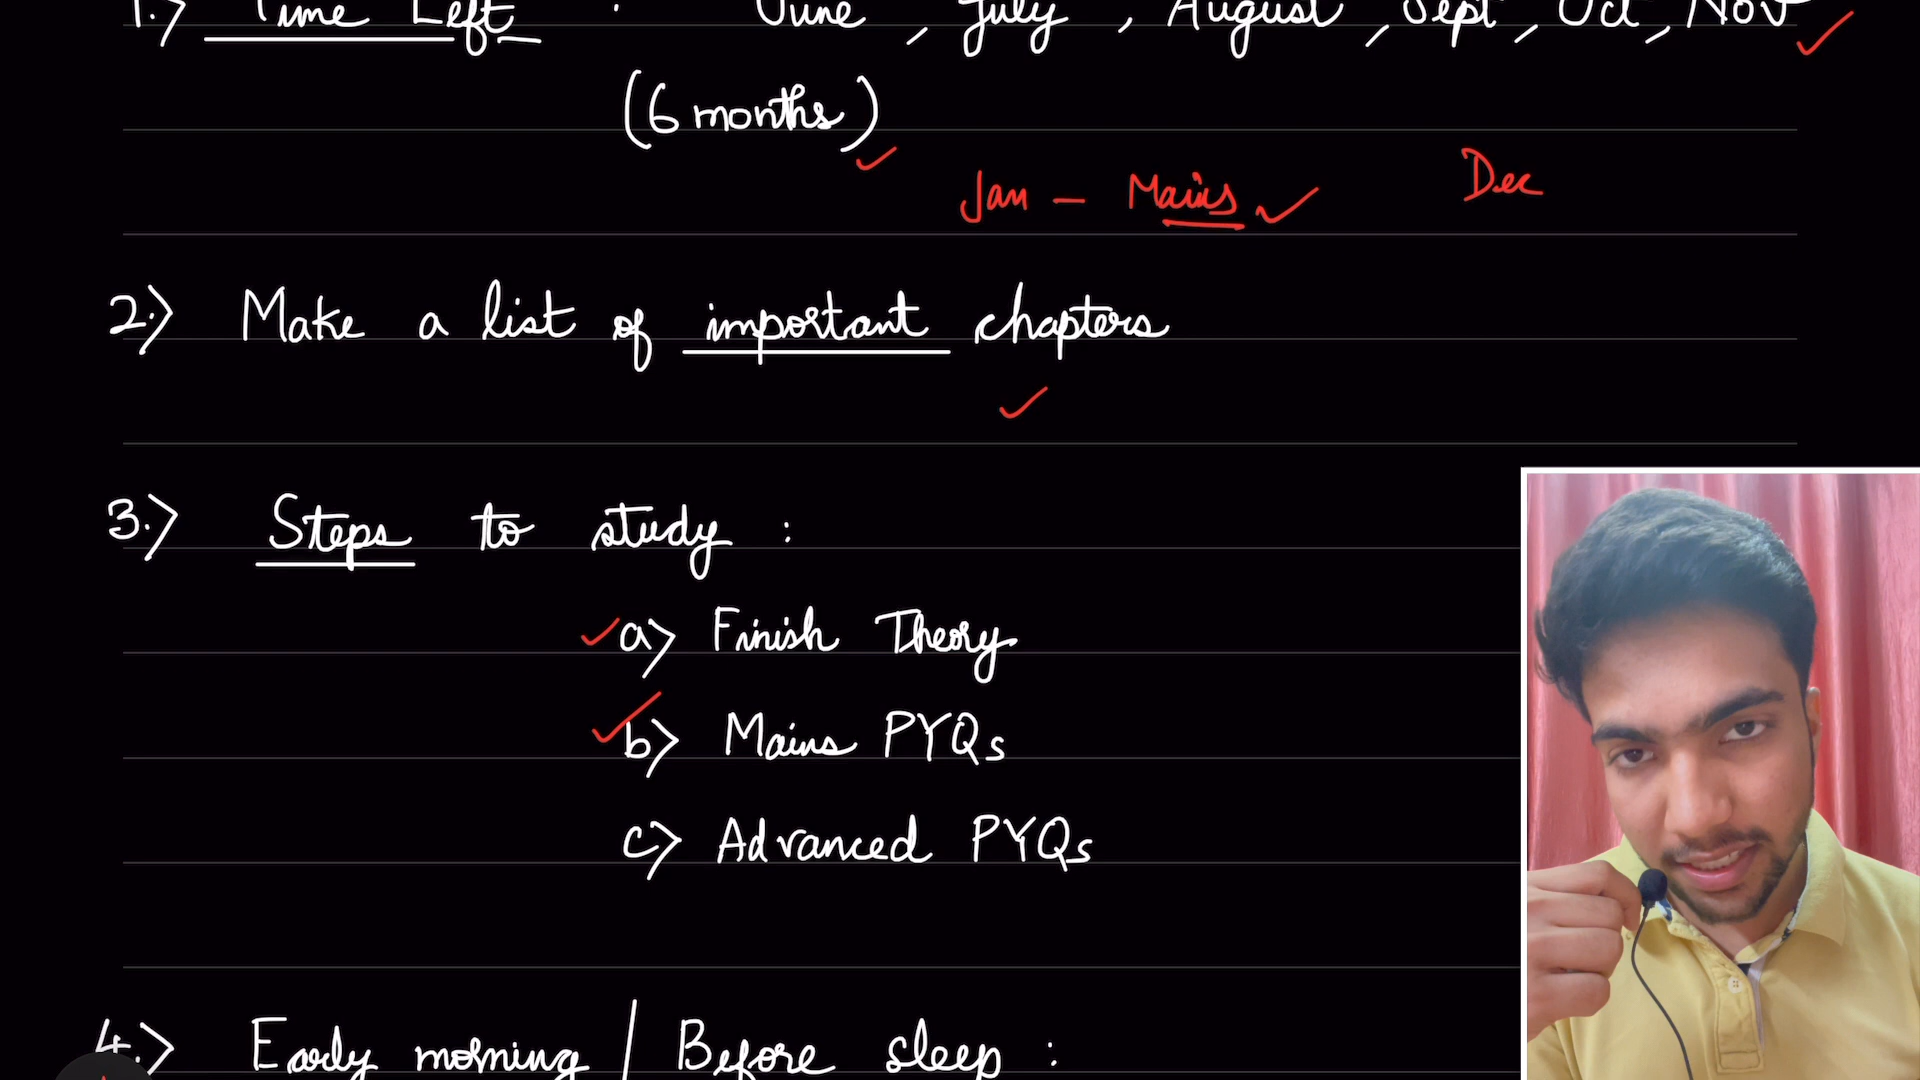 1.) Time Left : June, July, August, Sept, Oct, Nov
(6 months)
Jan - Mains Dec
2.) Make a list of important chapters
3.) Steps to study :
a) Finish Theory
b) Mains PYQs
c) Advanced PYQs
4.) Early morning / Before sleep :